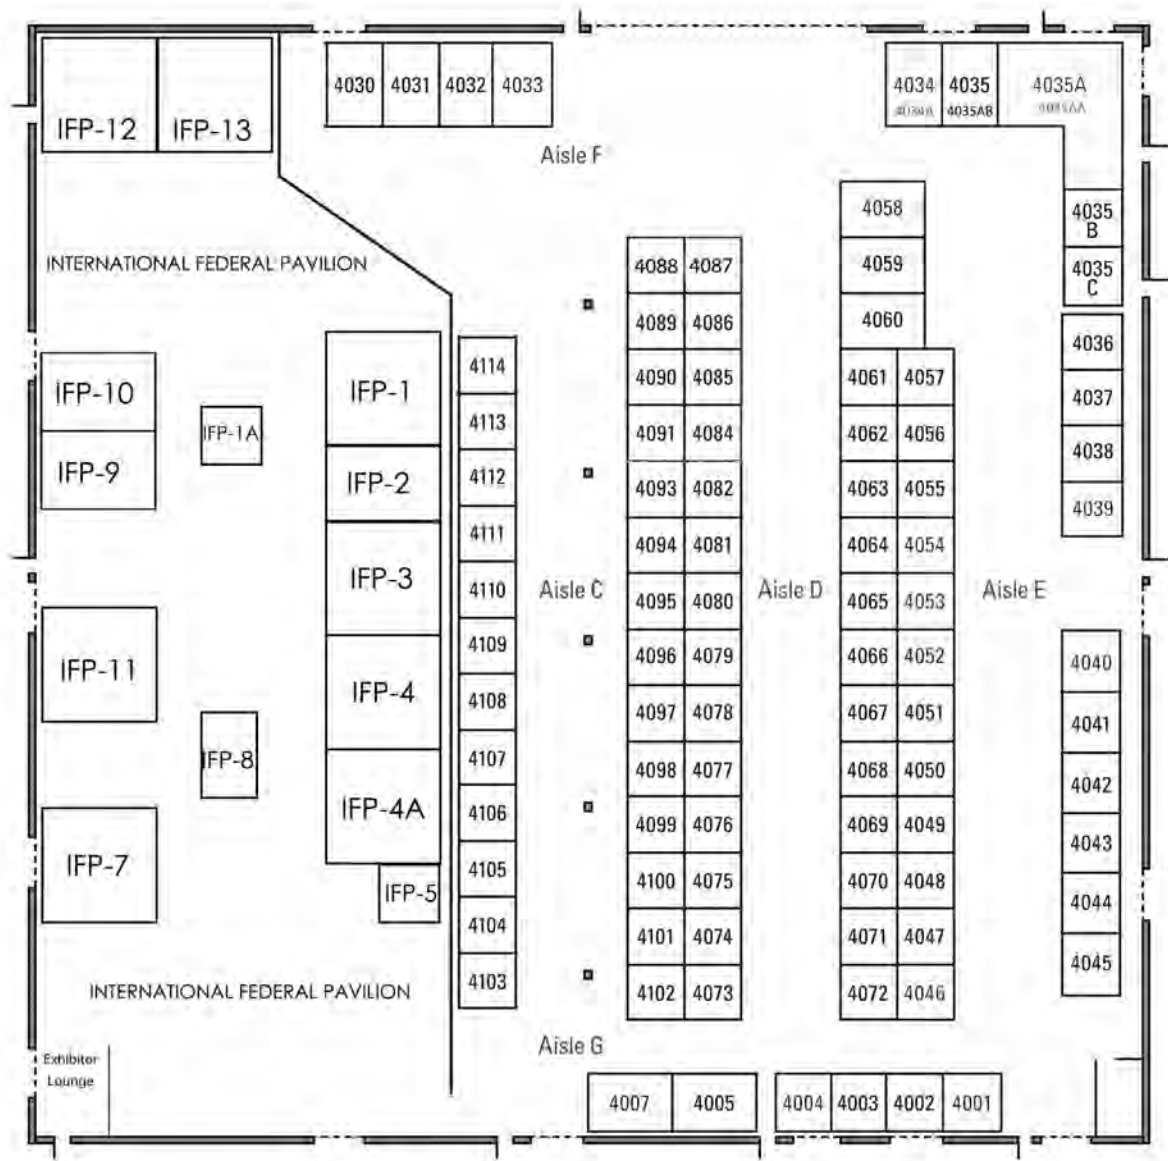 4030 4031 4032 4033 4034 4035 4035A
4034A 4035AB 4035AA
IFP-12 IFP-13
Aisle F
4058
4035
B
4088 4087
4059
4035
C
INTERNATIONAL FEDERAL PAVILION
4089 4086
4060
4036
4114
4090 4085
4061 4057
4037
IFP-10 IFP-1
IFP-1A
4113
4091 4084
4062 4056
4038
IFP-9 IFP-2
4112
4093 4082
4063 4055
4039
4111
4094 4081
4064 4054
IFP-3
4110
Aisle C
4095 4080
Aisle D
4065 4053
Aisle E
4109
4096 4079
4066 4052
4040
IFP-11 IFP-4
4108
4097 4078
4067 4051
4041
IFP-8
4107
4098 4077
4068 4050
4042
IFP-4A
4106
4099 4076
4069 4049
4043
IFP-7
4105
4100 4075
4070 4048
4044
IFP-5
4104
4101 4074
4071 4047
4045
INTERNATIONAL FEDERAL PAVILION
4103
4102 4073
4072 4046
Aisle G
Exhibitor
Lounge
4007 4005 4004 4003 4002 4001